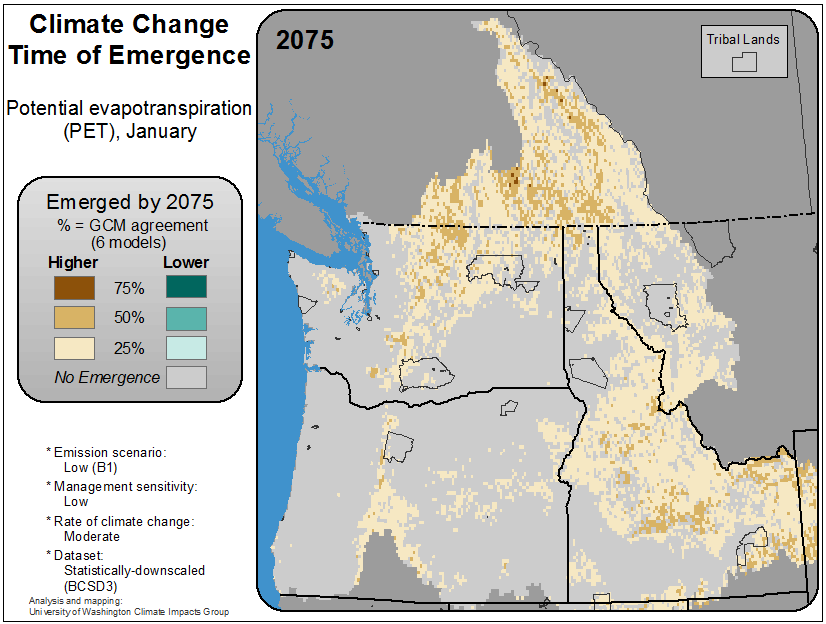 Climate Change
Time of Emergence
Potential evapotranspiration
(PET), January
Emerged by 2075
% = GCM agreement
(6 models)
Higher Lower
75%
50%
25%
No Emergence
* Emission scenario:
Low (B1)
* Management sensitivity:
Low
* Rate of climate change:
Moderate
* Dataset:
Statistically-downscaled
(BCSD3)
Analysis and mapping:
University of Washington Climate Impacts Group
2075
Tribal Lands